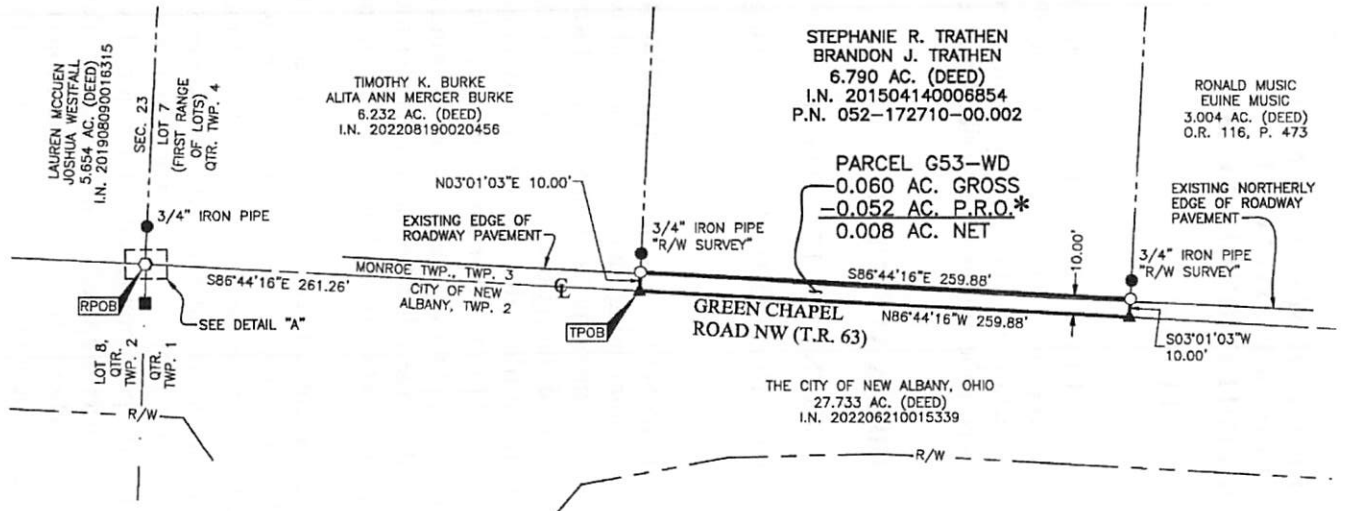 LAUREN MCCUEN
JOSHUA WESTFALL
5.654 AC. (DEED)
I.N. 201908090016315
SEC. 23
LOT 7
(FIRST RANGE
OF LOTS)
QTR. TWP. 4
TIMOTHY K. BURKE
ALITA ANN MERCER BURKE
6.232 AC. (DEED)
I.N. 202208190020456
STEPHANIE R. TRATHEN
BRANDON J. TRATHEN
6.790 AC. (DEED)
I.N. 201504140006854
P.N. 052-172710-00.002
RONALD MUSIC
EUINE MUSIC
3.004 AC. (DEED)
O.R. 116, P. 473
PARCEL G53-WD
0.060 AC. GROSS
-0.052 AC. P.R.O.*
0.008 AC. NET
N03°01'03"E 10.00'
3/4" IRON PIPE
EXISTING EDGE OF
ROADWAY PAVEMENT
3/4" IRON PIPE
"R/W SURVEY"
EXISTING NORTHERLY
EDGE OF ROADWAY
PAVEMENT
3/4" IRON PIPE
"R/W SURVEY"
10.00'
S86°44'16"E 261.26'
MONROE TWP., TWP. 3
CITY OF NEW
ALBANY, TWP. 2
CL
S86°44'16"E 259.88'
N86°44'16"W 259.88'
RPOB
SEE DETAIL "A"
TPOB
GREEN CHAPEL
ROAD NW (T.R. 63)
S03°01'03"W
10.00'
LOT 8,
QTR.
TWP. 2
QTR.
TWP. 1
THE CITY OF NEW ALBANY, OHIO
27.733 AC. (DEED)
I.N. 202206210015339
R/W
R/W